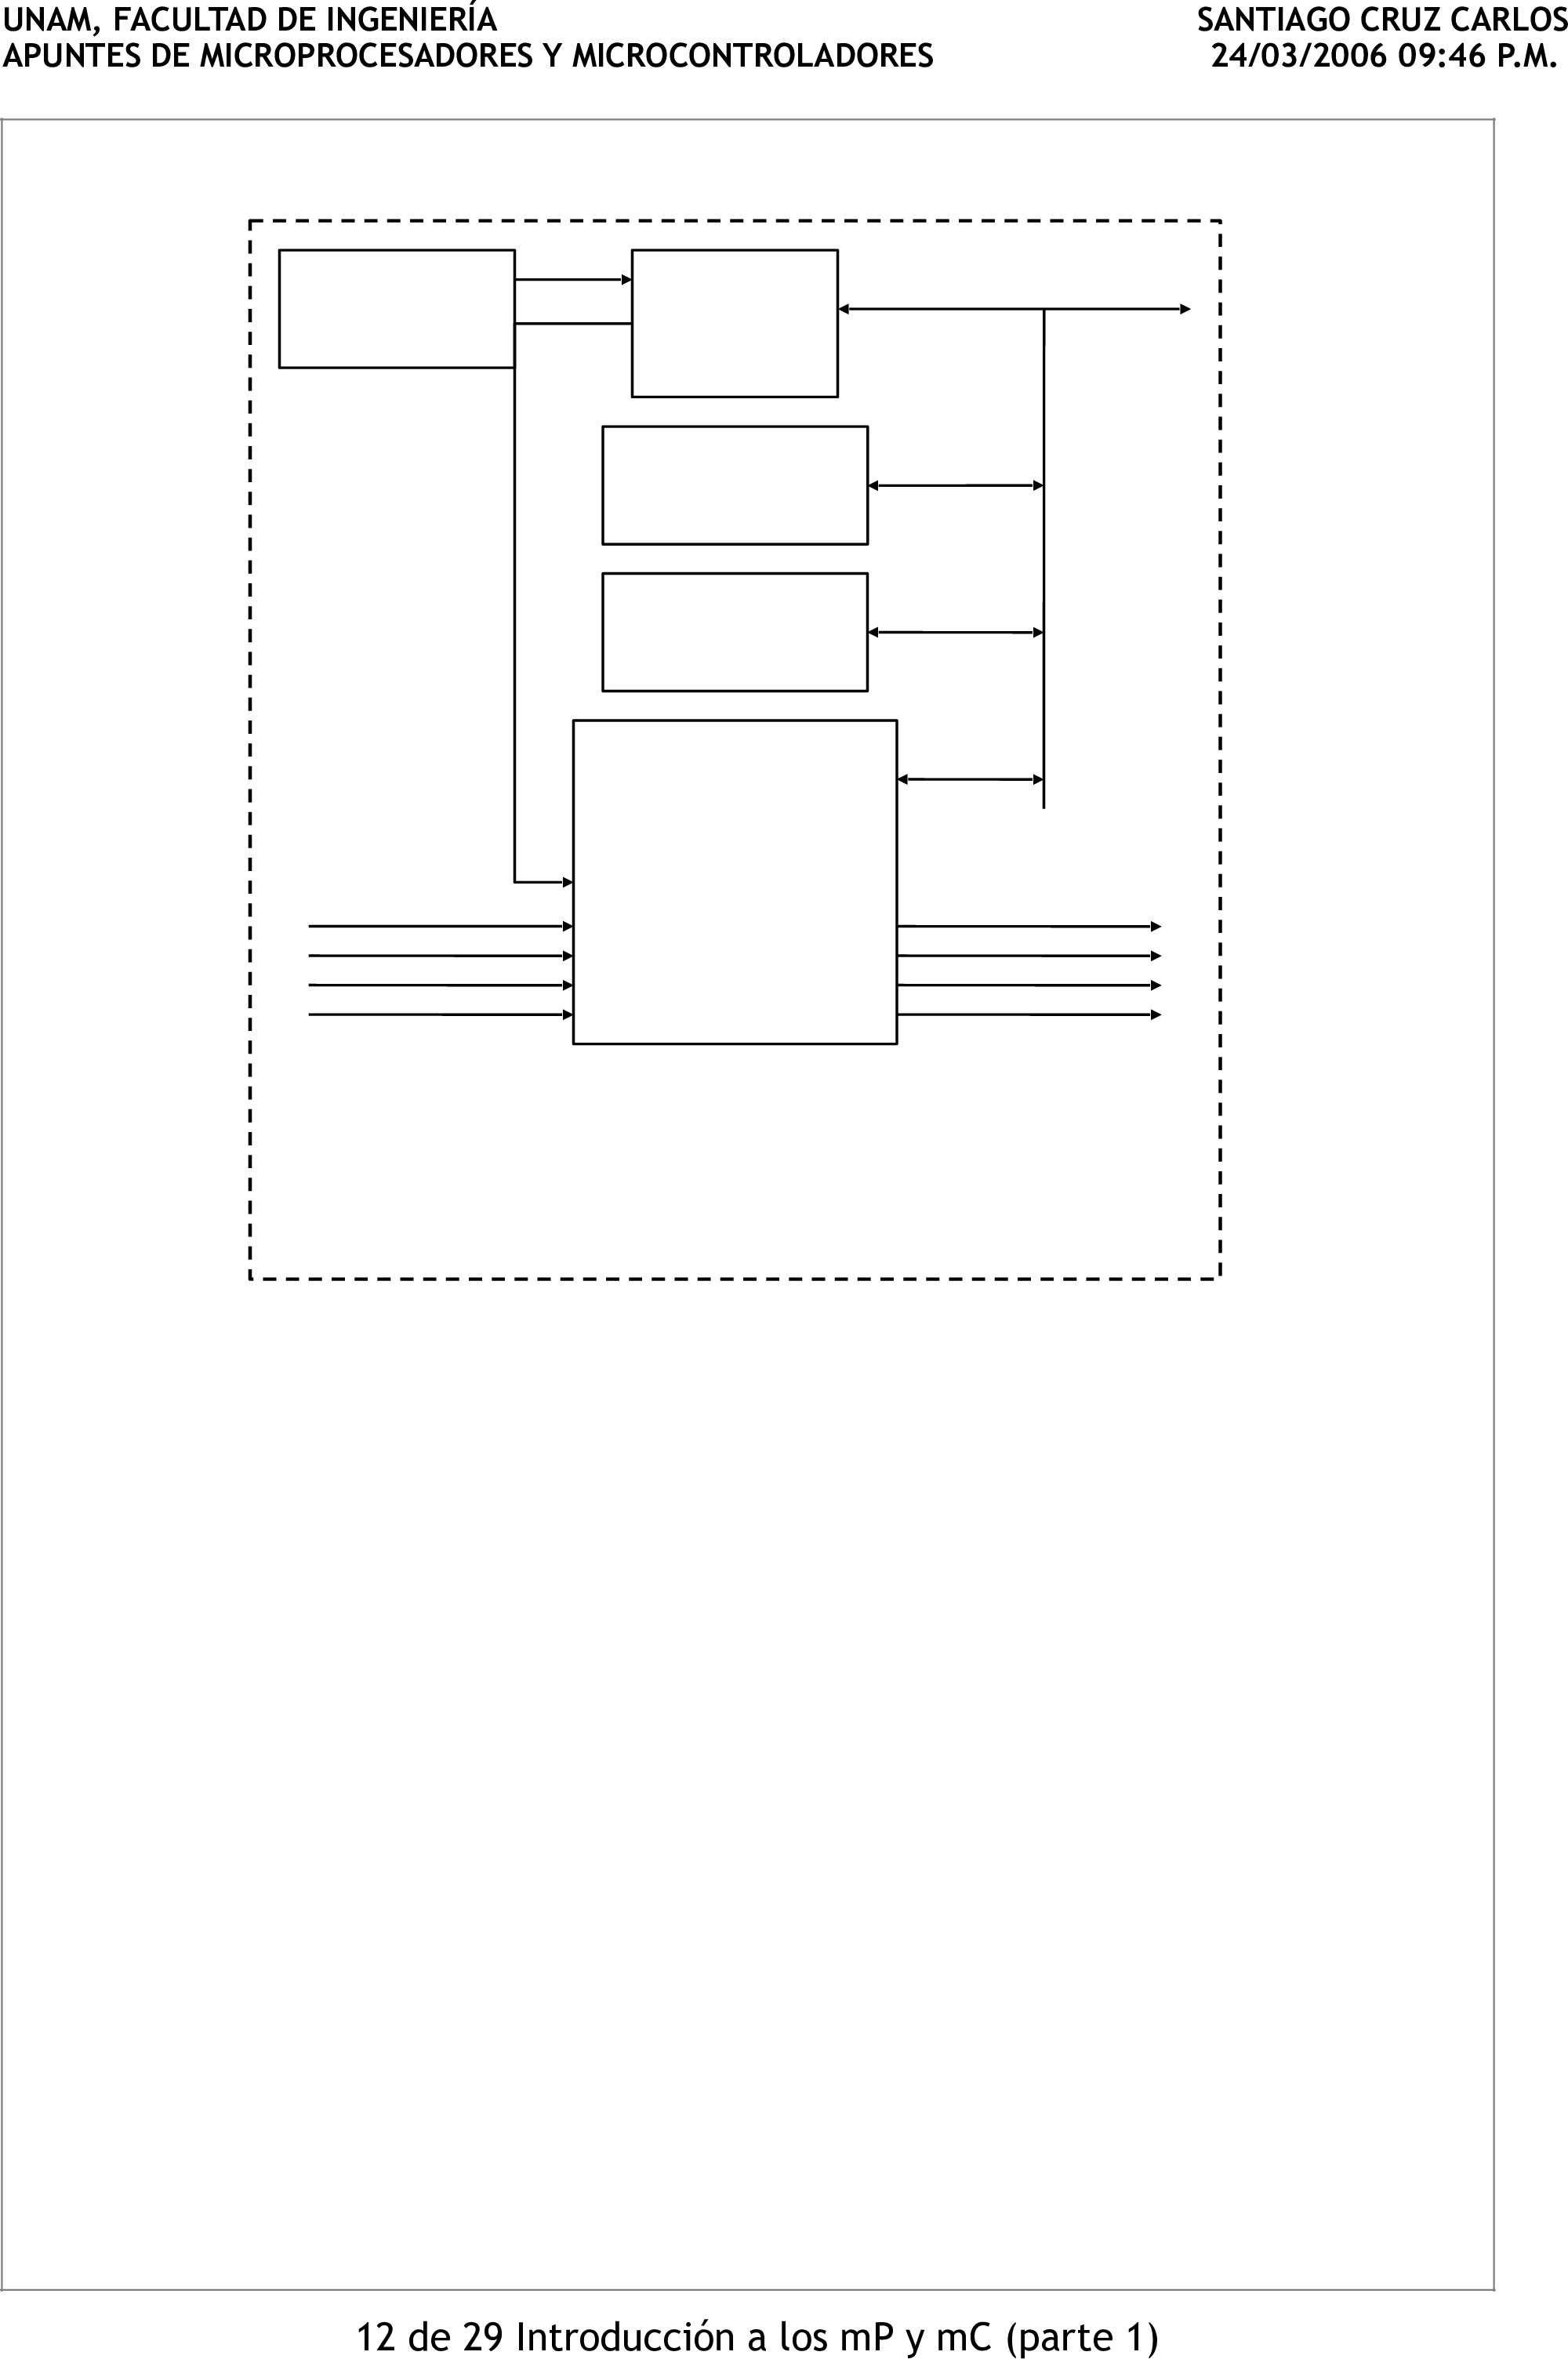 UNAM, FACULTAD DE INGENIERÍA
SANTIAGO CRUZ CARLOS
APUNTES DE MICROPROCESADORES Y MICROCONTROLADORES
24/03/2006 09:46 P.M.
12 de 29 Introducción a los mP y mC (parte 1)